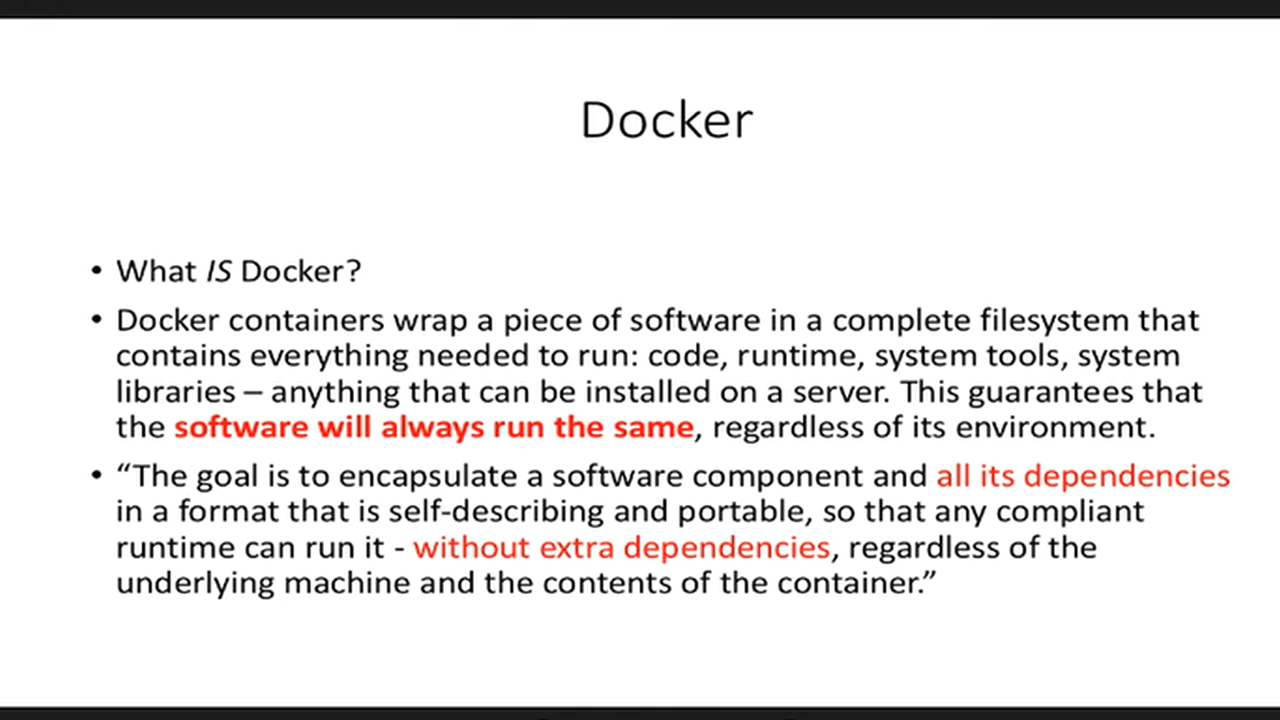 Docker
• What IS Docker?
• Docker containers wrap a piece of software in a complete filesystem that
contains everything needed to run: code, runtime, system tools, system
libraries – anything that can be installed on a server. This guarantees that
the software will always run the same, regardless of its environment.
• “The goal is to encapsulate a software component and all its dependencies
in a format that is self-describing and portable, so that any compliant
runtime can run it - without extra dependencies, regardless of the
underlying machine and the contents of the container.”